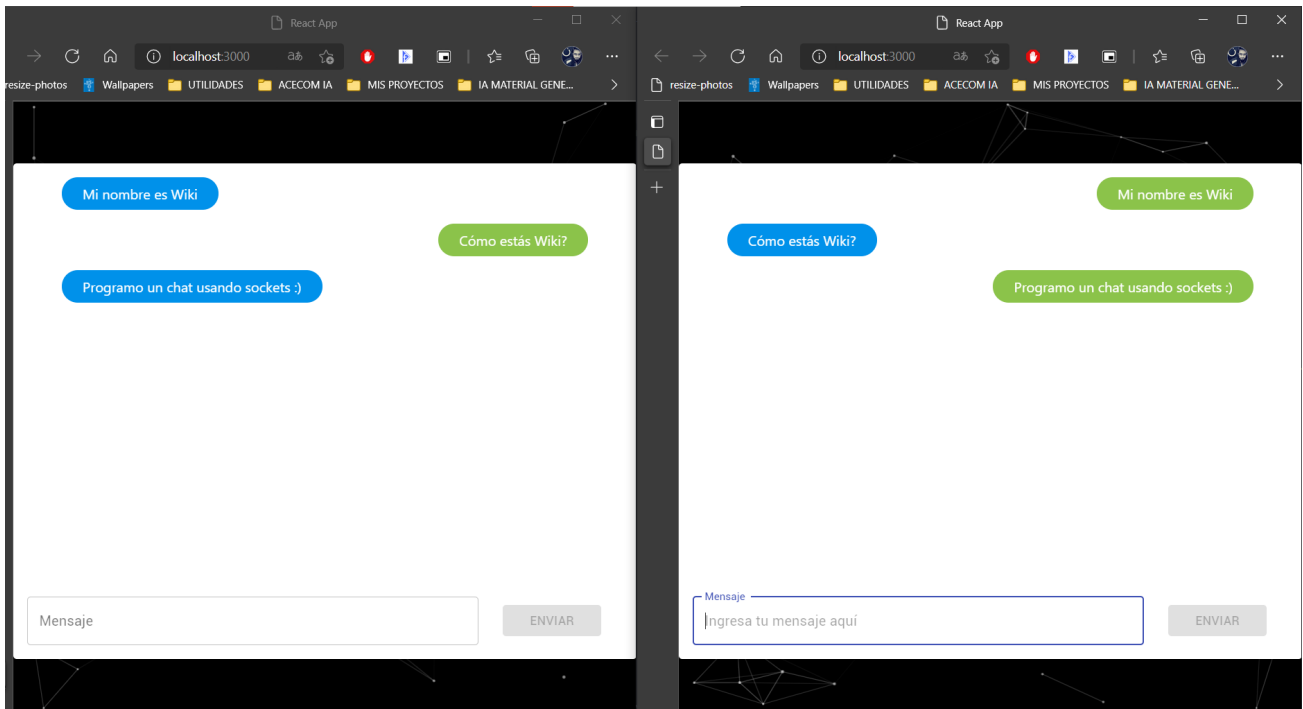 React App
localhost:3000
resize-photos Wallpapers UTILIDADES ACECOM IA MIS PROYECTOS IA MATERIAL GENE...
Mi nombre es Wiki
Cómo estás Wiki?
Programo un chat usando sockets :)
Mensaje
ENVIAR
React App
localhost:3000
resize-photos Wallpapers UTILIDADES ACECOM IA MIS PROYECTOS IA MATERIAL GENE...
Mi nombre es Wiki
Cómo estás Wiki?
Programo un chat usando sockets :)
Mensaje
Ingresa tu mensaje aquí
ENVIAR